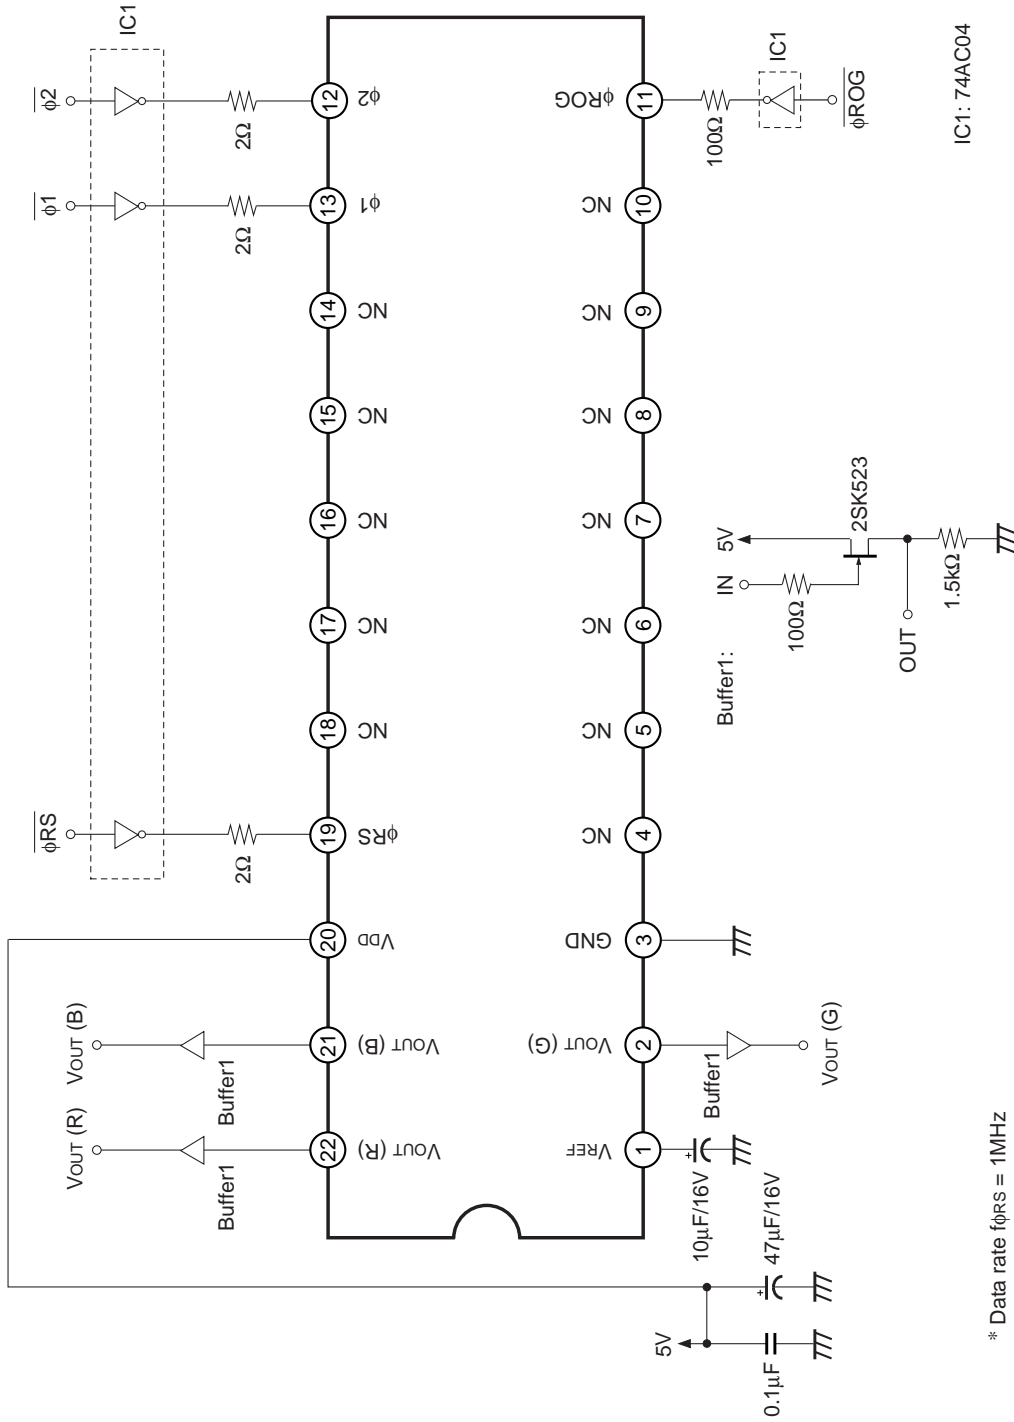 VOUT (R)
VOUT (B)
φRS
φ1
φ2
IC1
Buffer1
Buffer1
2Ω
2Ω
2Ω
22
21
20
19
18
17
16
15
14
13
12
VOUT (R)
VOUT (B)
VDD
φRS
NC
NC
NC
NC
NC
φ1
φ2
VREF
VOUT (G)
GND
NC
NC
NC
NC
NC
NC
NC
φROG
1
2
3
4
5
6
7
8
9
10
11
5V
0.1µF
+
47µF/16V
+
10µF/16V
Buffer1
VOUT (G)
100Ω
IC1
φROG
Buffer1:
IN
5V
100Ω
2SK523
OUT
1.5kΩ
IC1: 74AC04
* Data rate fφRS = 1MHz